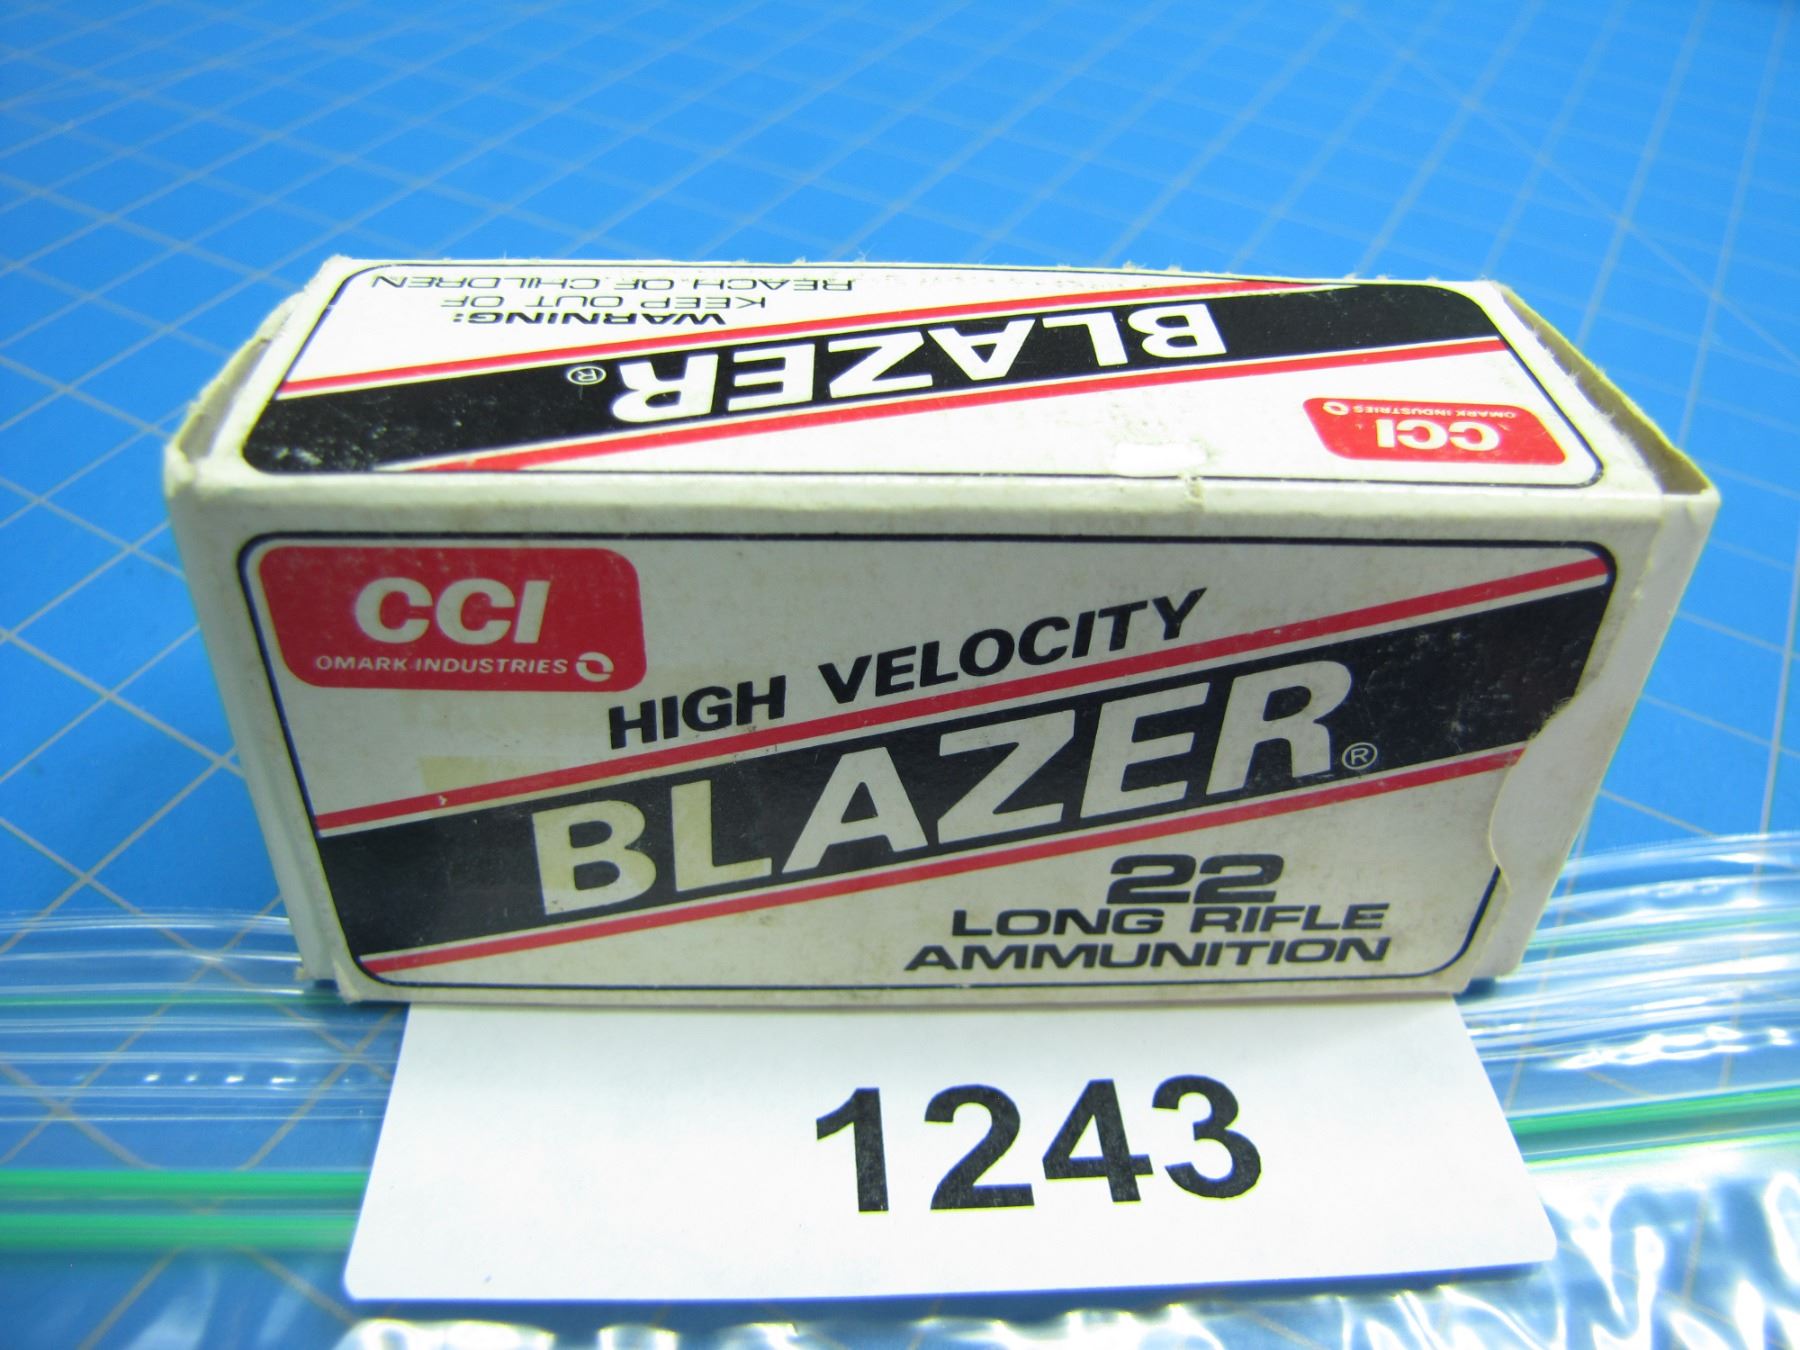 WARNING:
KEEP OUT OF
REACH OF CHILDREN
BLAZER®
CCI
OMARK INDUSTRIES
CCI
OMARK INDUSTRIES
HIGH VELOCITY
BLAZER®
22
LONG RIFLE
AMMUNITION
1243